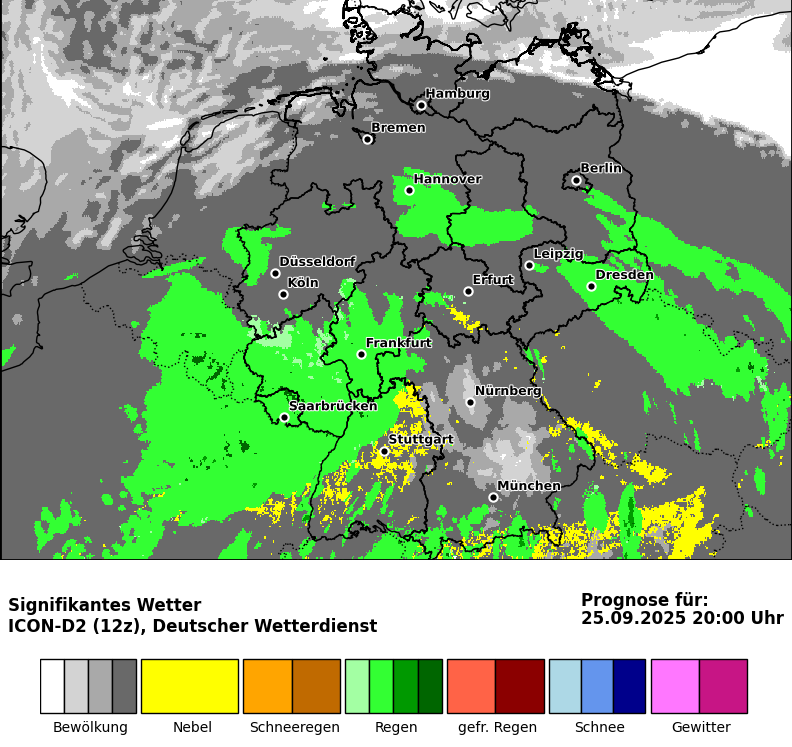 Hamburg
Bremen
Berlin
Hannover
Leipzig
Düsseldorf
Dresden
Köln
Erfurt
Frankfurt
Nürnberg
Saarbrücken
Stuttgart
München
Signifikantes Wetter
ICON-D2 (12z), Deutscher Wetterdienst
Prognose für:
25.09.2025 20:00 Uhr
Bewölkung
Nebel
Schneeregen
Regen
gefr. Regen
Schnee
Gewitter